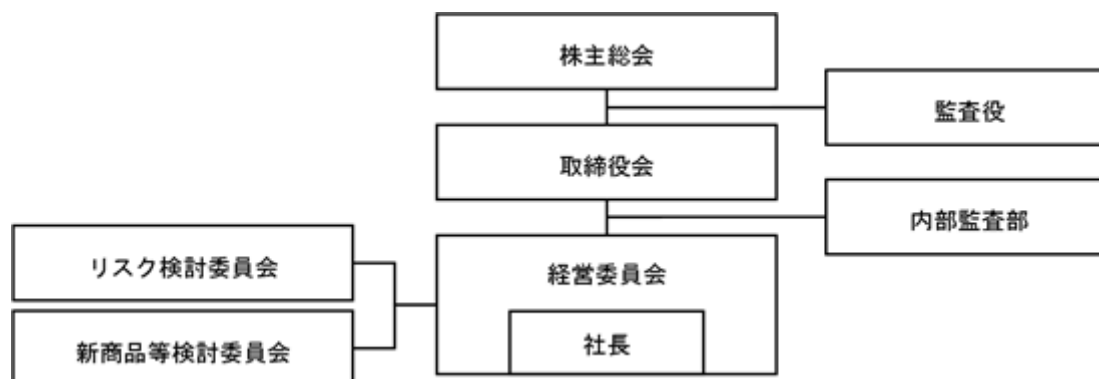 株主総会
監査役
取締役会
内部監査部
リスク検討委員会
経営委員会
新商品等検討委員会
社長